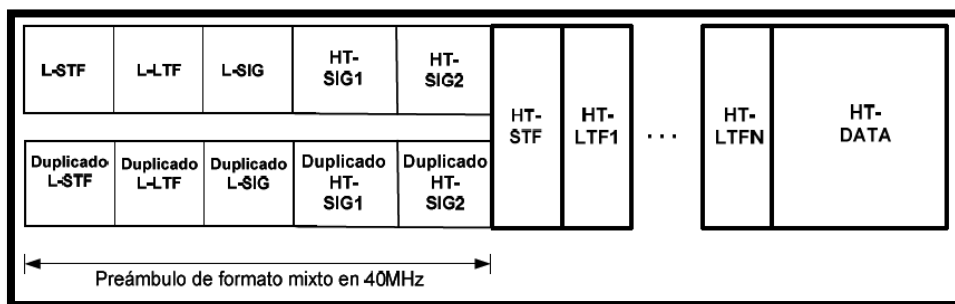 L-STF
L-LTF
L-SIG
HT-
SIG1
HT-
SIG2
HT-
STF
HT-
LTF1
. . .
HT-
LTFN
HT-
DATA
Duplicado
L-STF
Duplicado
L-LTF
Duplicado
L-SIG
Duplicado
HT-
SIG1
Duplicado
HT-
SIG2
Preámbulo de formato mixto en 40MHz